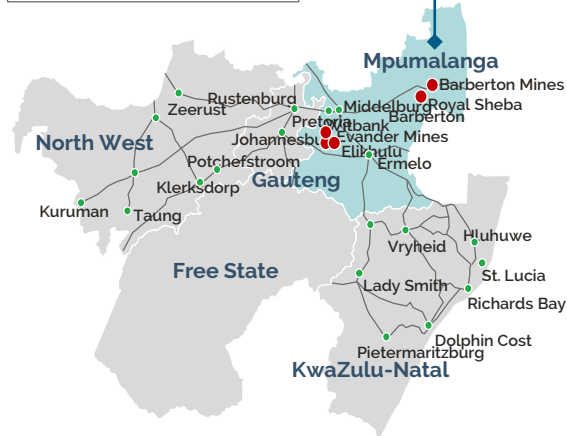 Mpumalanga
Barberton Mines
Rustenburg
Middelburg
Royal Sheba
Zeerust
Pretoria
Barberton
Witbank
North West
Johannesburg
Evander Mines
Elikhulu
Potchefstroom
Ermelo
Gauteng
Klerksdorp
Kuruman
Taung
Hluhuwe
Vryheid
Free State
St. Lucia
Lady Smith
Richards Bay
Dolphin Cost
Pietermaritzburg
KwaZulu-Natal